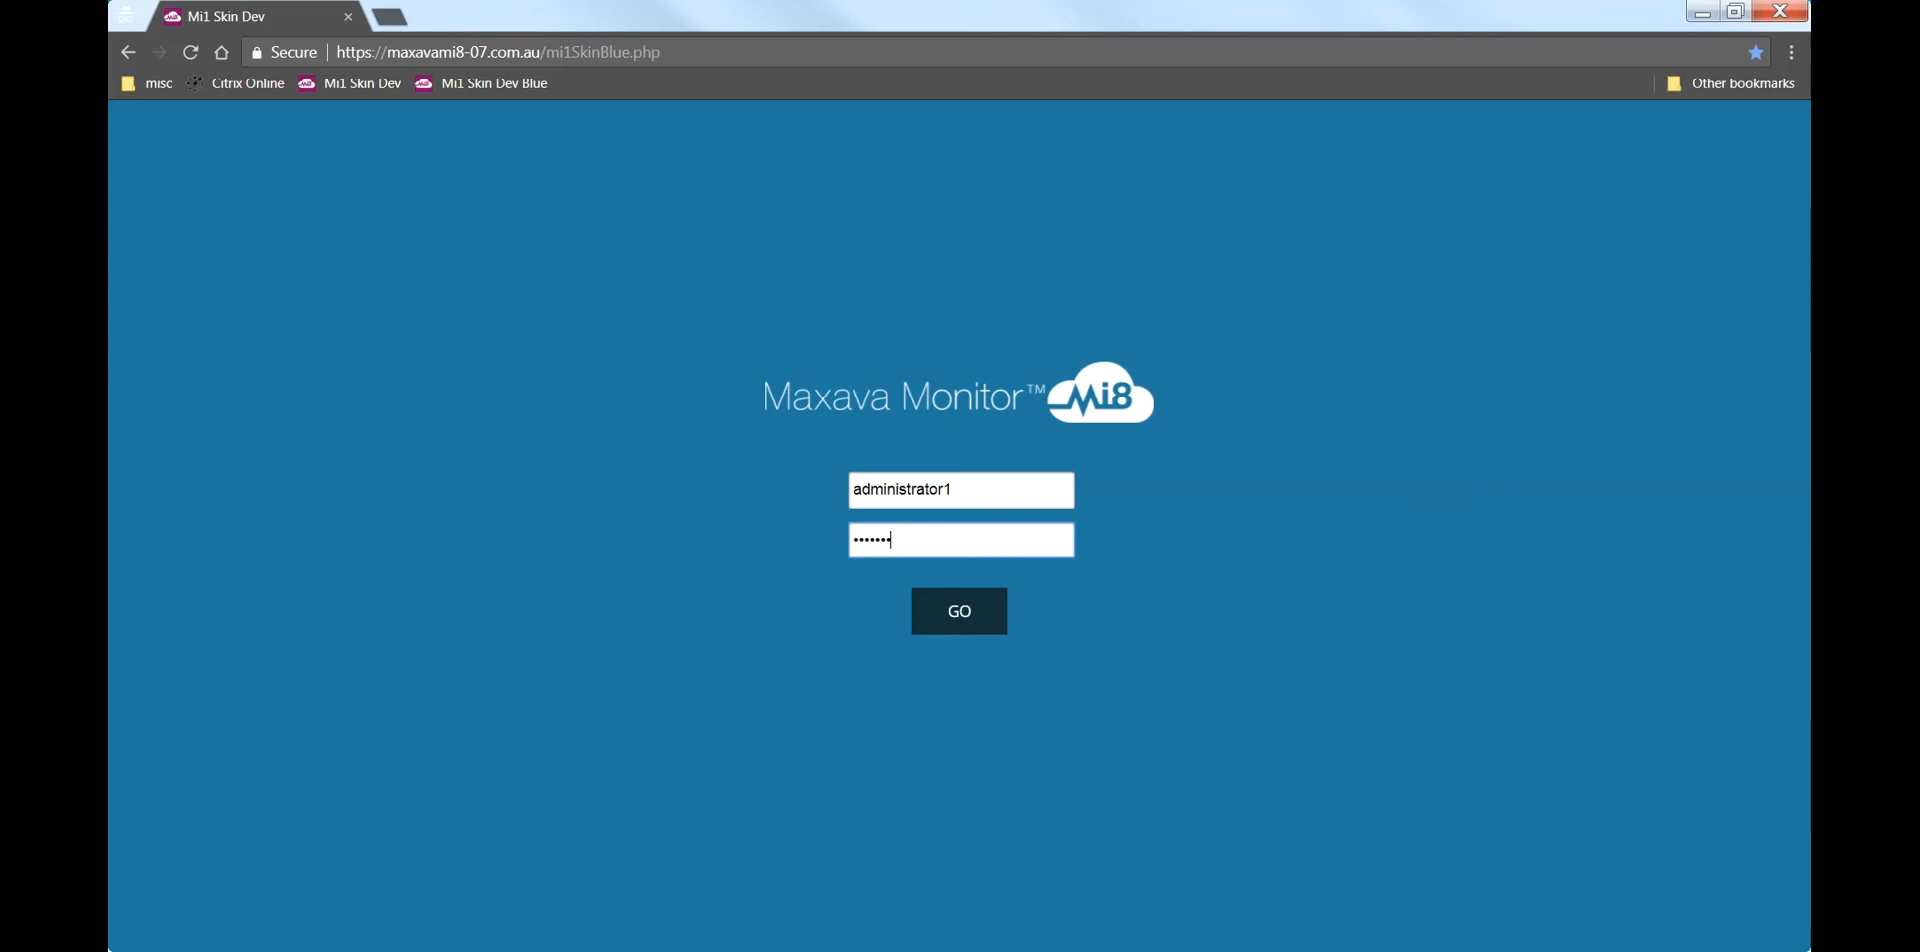 Mi1 Skin Dev
Secure https://maxavami8-07.com.au/mi1SkinBlue.php
misc Citrix Online Mi1 Skin Dev Mi1 Skin Dev Blue Other bookmarks
Maxava Monitor™ Mi8
administrator1
•••••••
GO